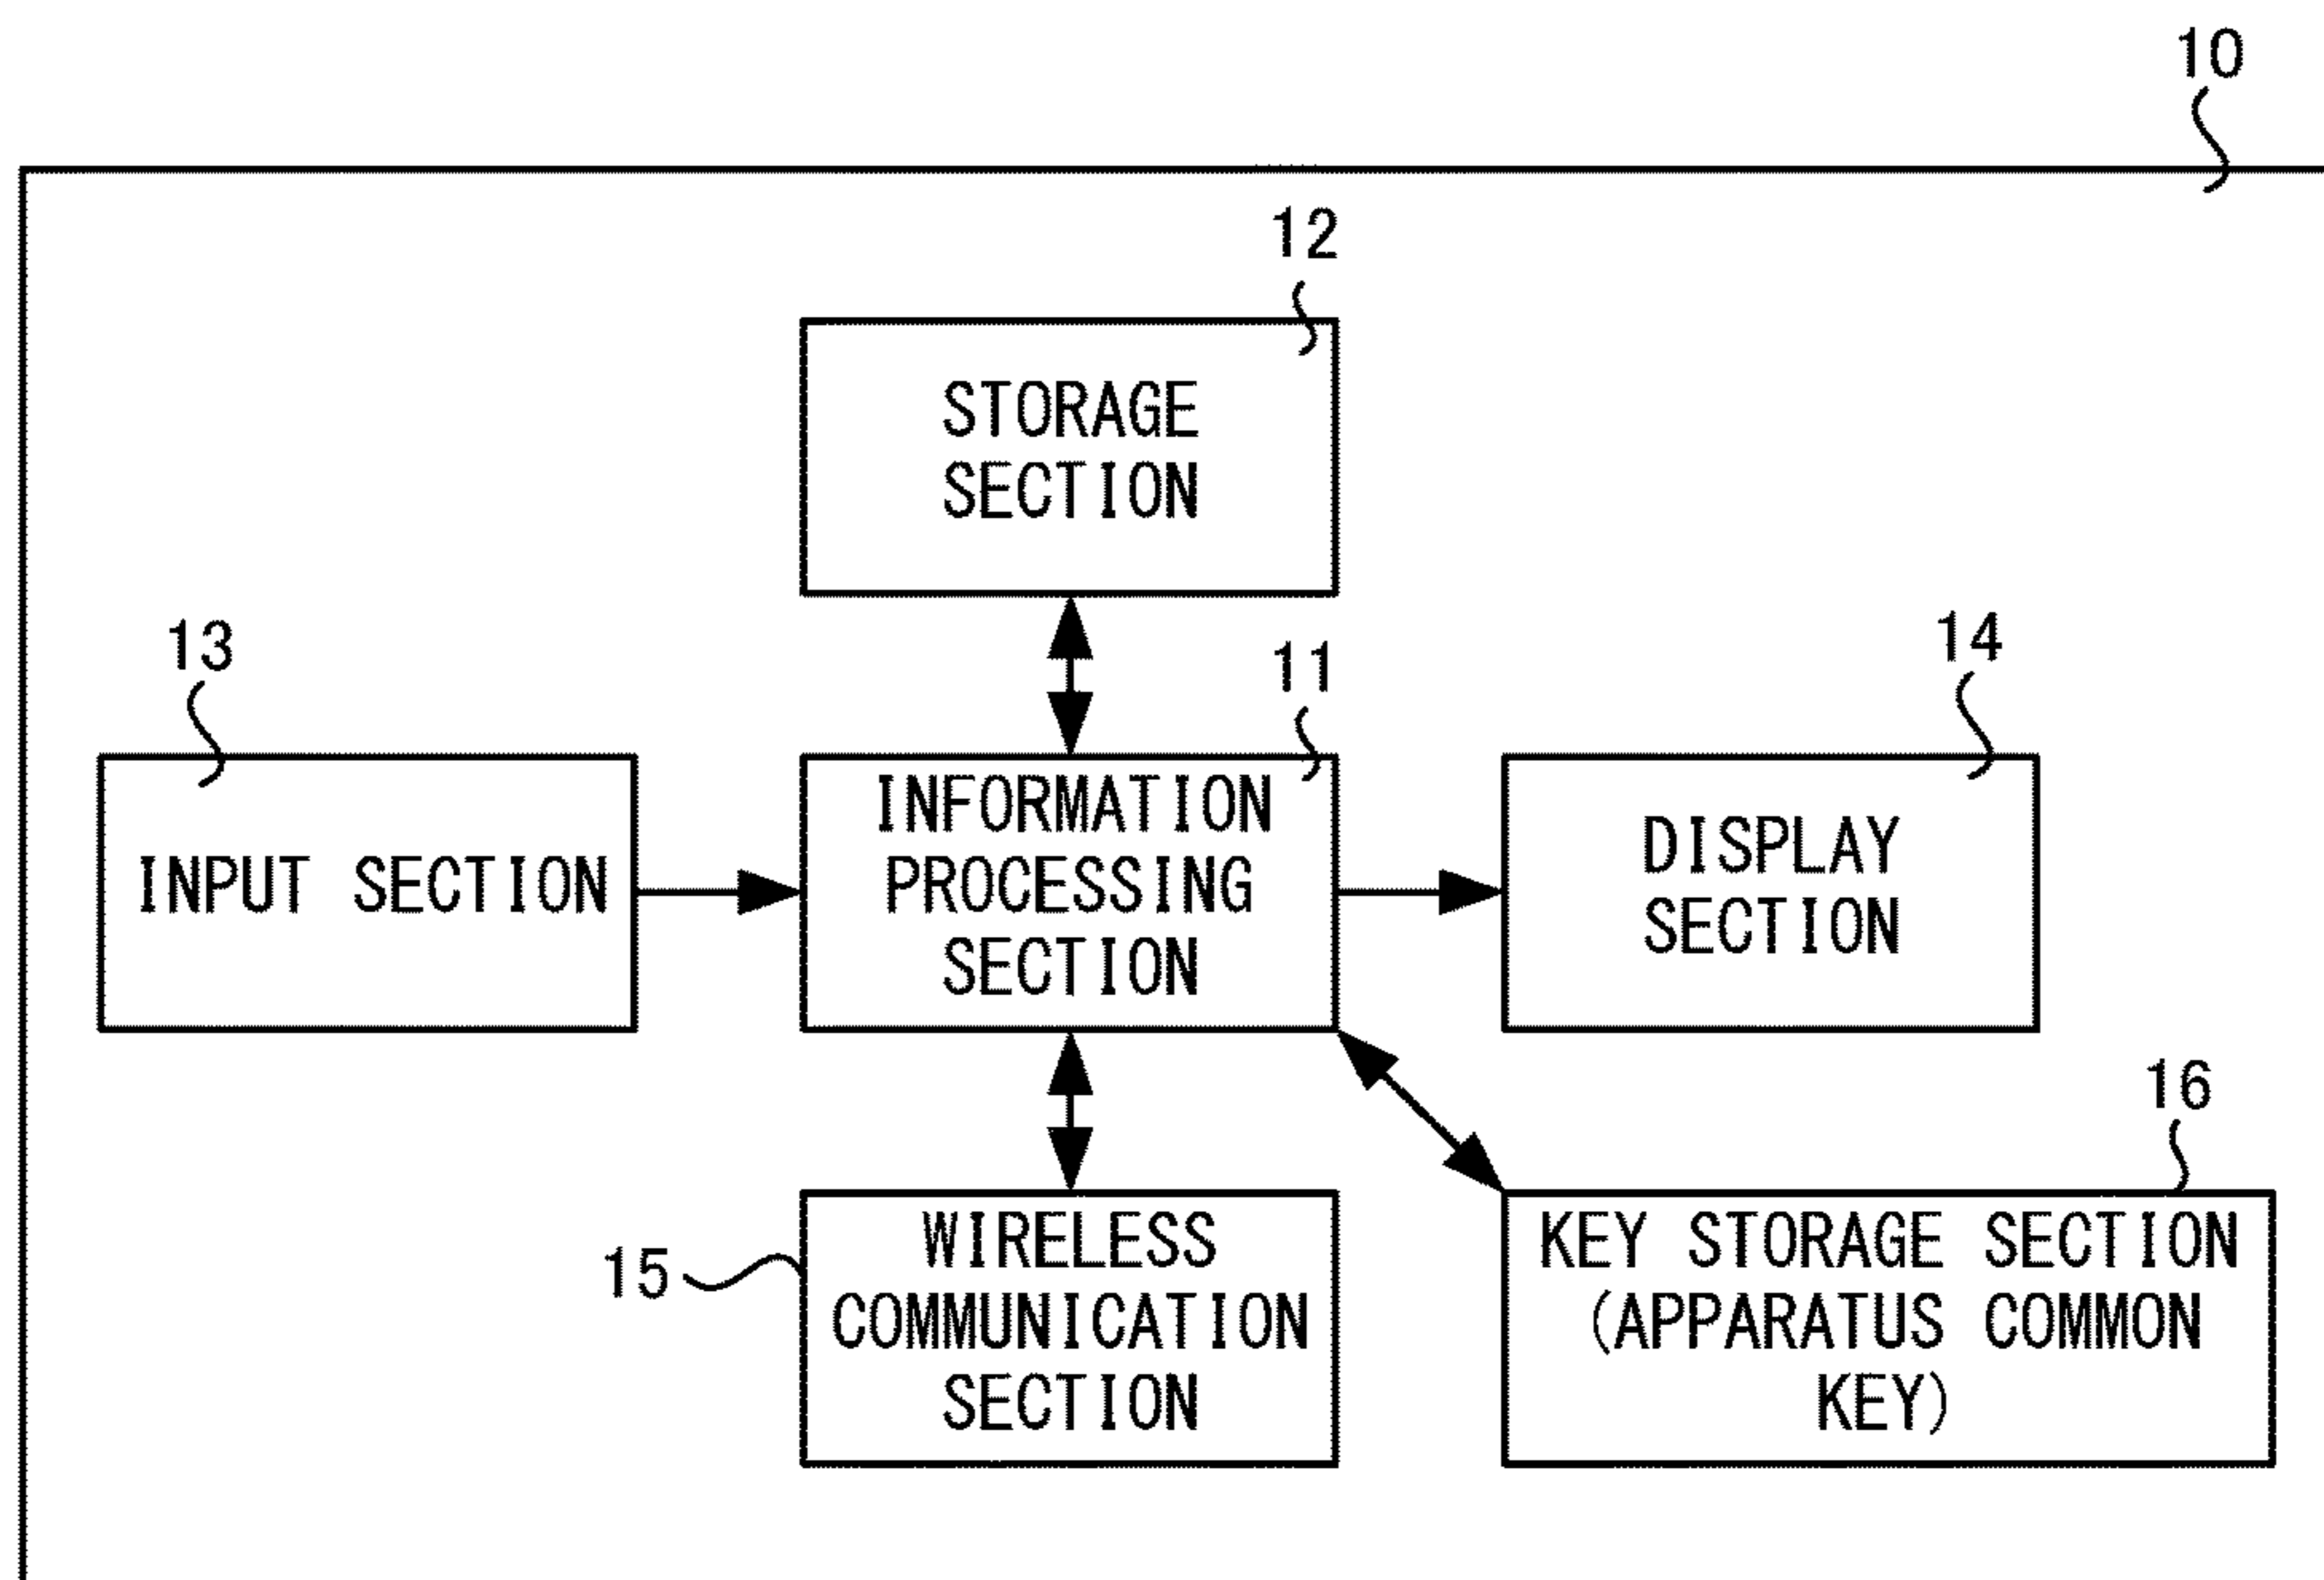 10
12
STORAGE
SECTION
13
11
14
INPUT SECTION
INFORMATION
PROCESSING
SECTION
DISPLAY
SECTION
16
15
WIRELESS
COMMUNICATION
SECTION
KEY STORAGE SECTION
(APPARATUS COMMON
KEY)